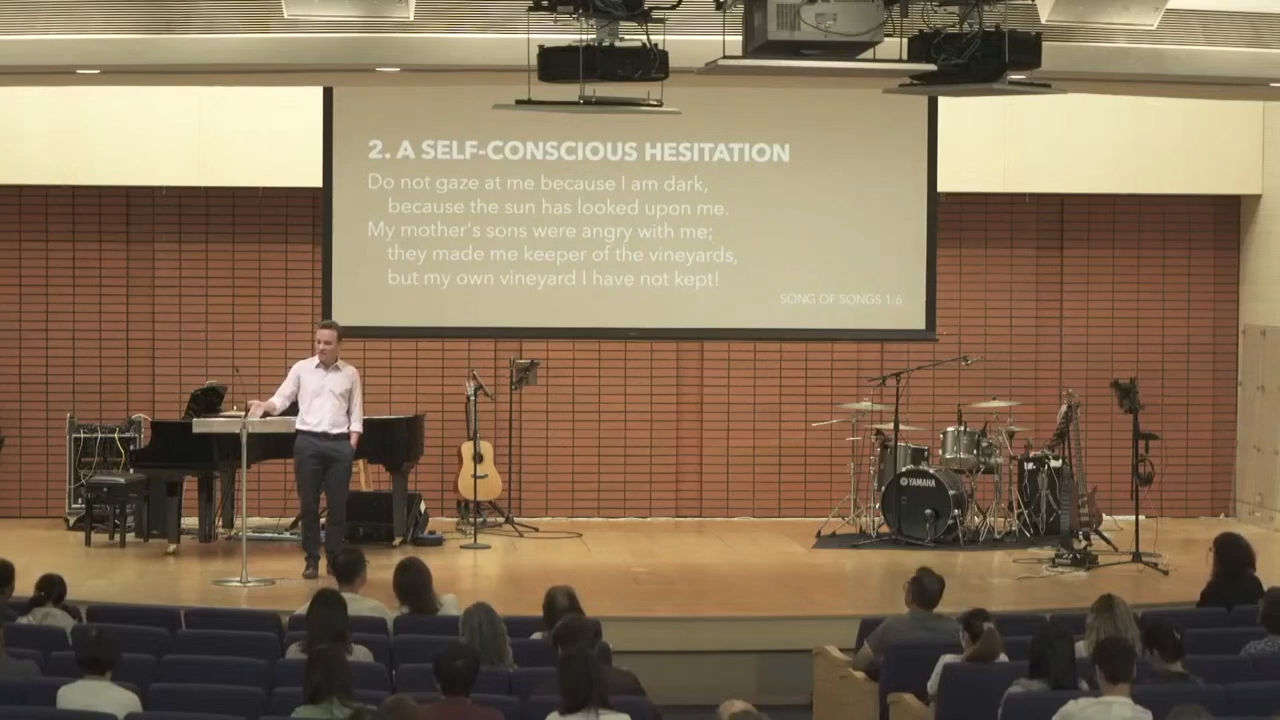 2. A SELF-CONSCIOUS HESITATION
Do not gaze at me because I am dark,
because the sun has looked upon me.
My mother's sons were angry with me;
they made me keeper of the vineyards,
but my own vineyard I have not kept!
SONG OF SONGS 1:6
YAMAHA